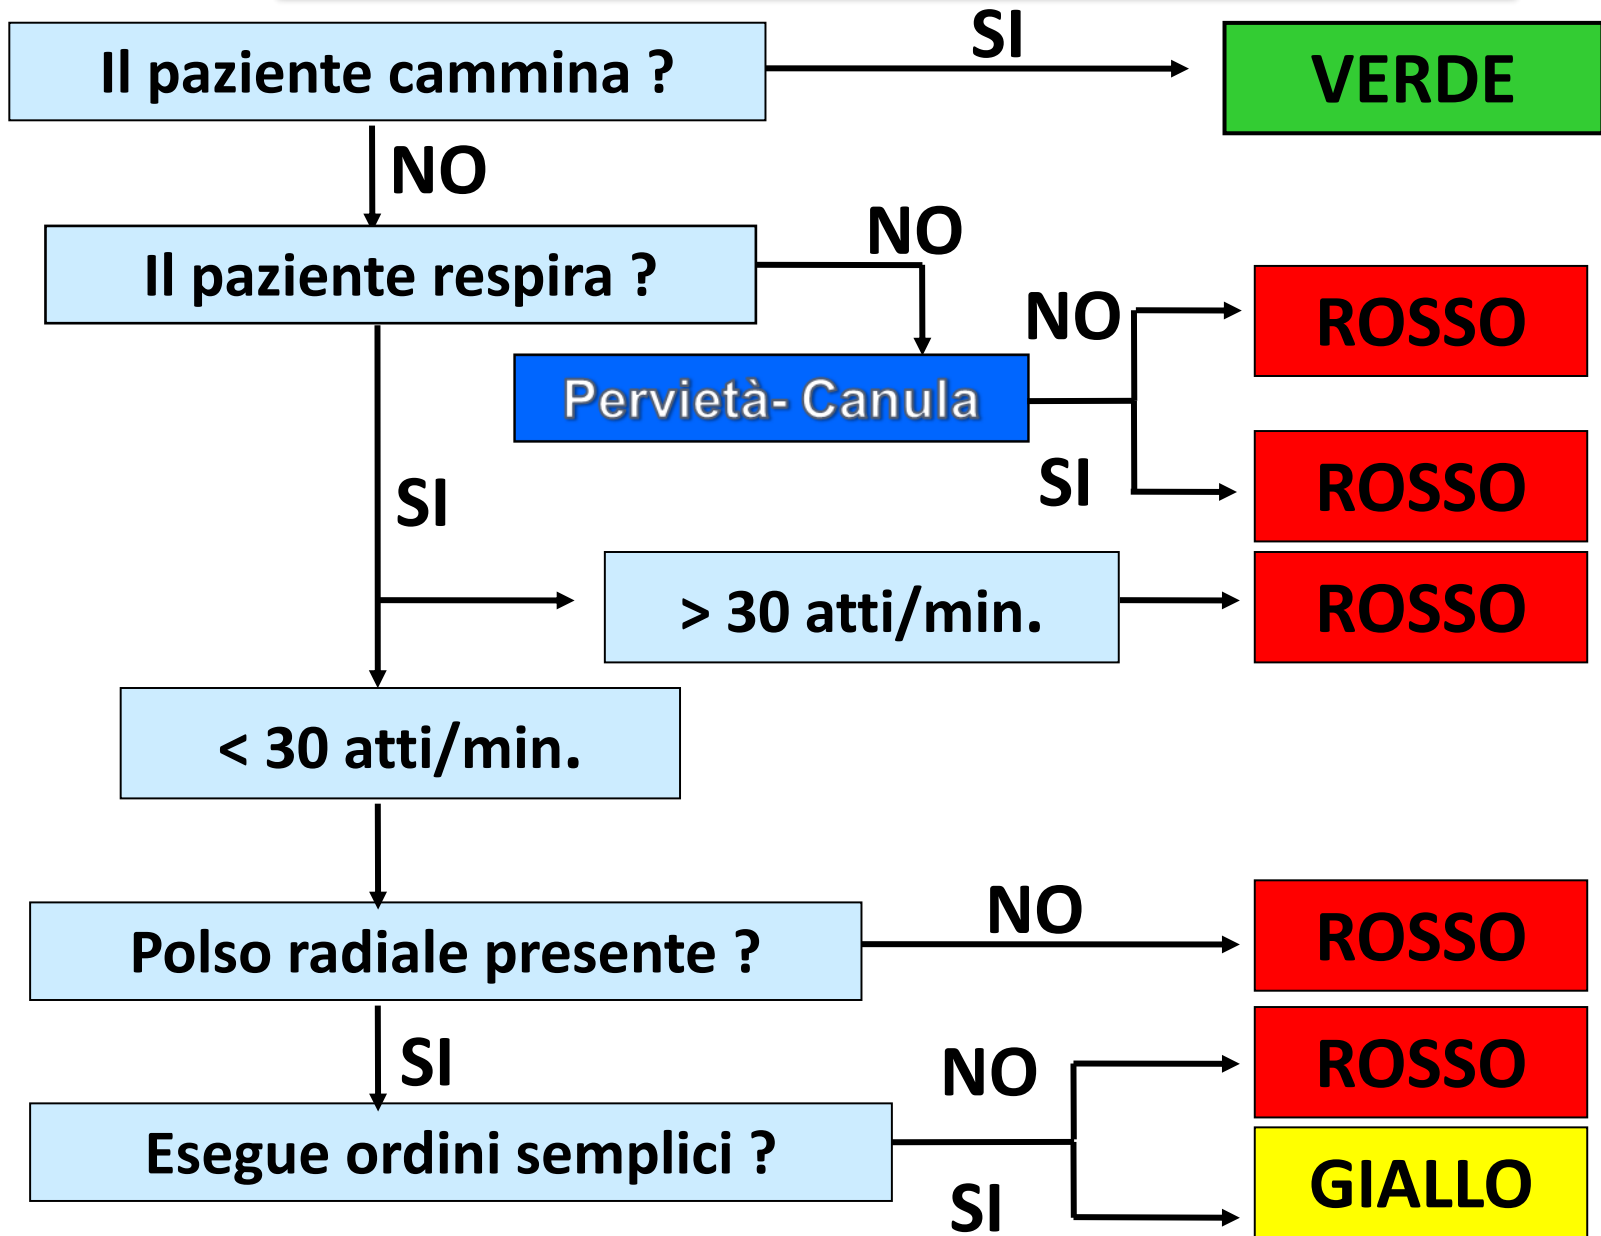 Il paziente cammina ?
SI
VERDE
NO
Il paziente respira ?
NO
Pervietà- Canula
NO
ROSSO
SI
ROSSO
SI
> 30 atti/min.
ROSSO
< 30 atti/min.
Polso radiale presente ?
NO
ROSSO
SI
Esegue ordini semplici ?
NO
ROSSO
SI
GIALLO